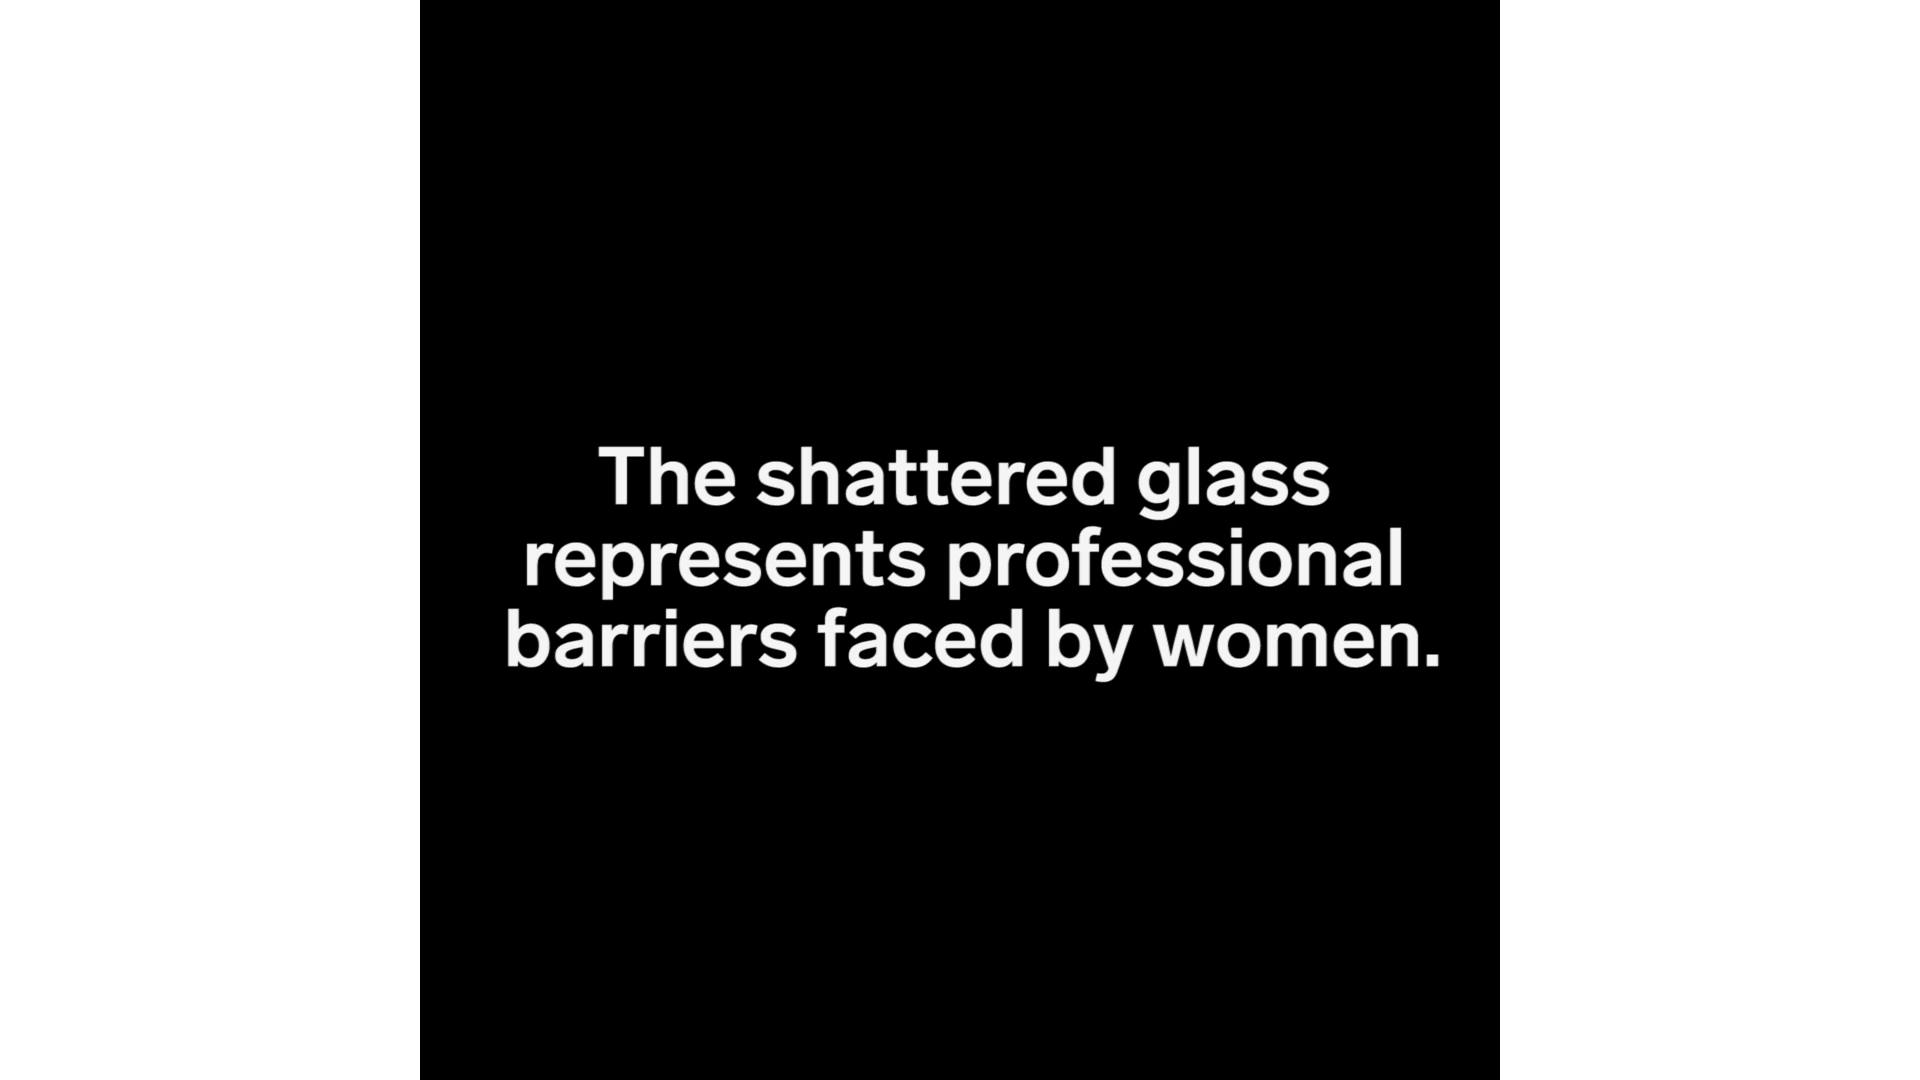 The shattered glass
represents professional
barriers faced by women.